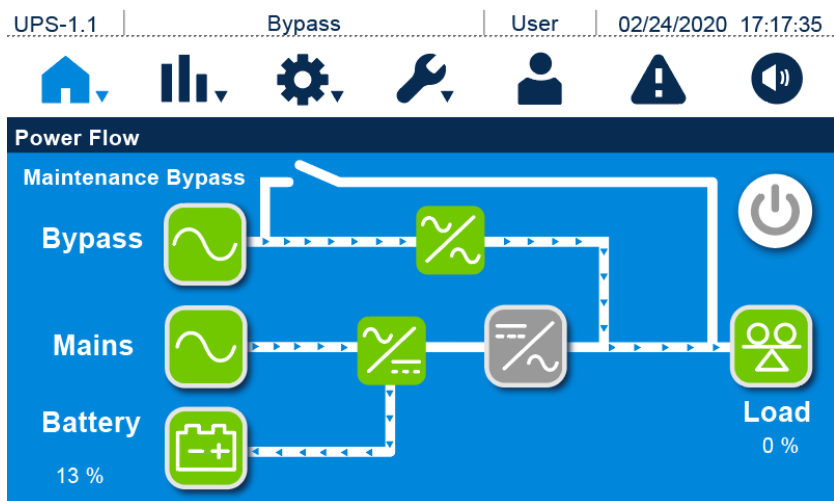 UPS-1.1 Bypass User 02/24/2020 17:17:35
Power Flow
Maintenance Bypass
Bypass
Mains
Battery
13 %
Load
0 %